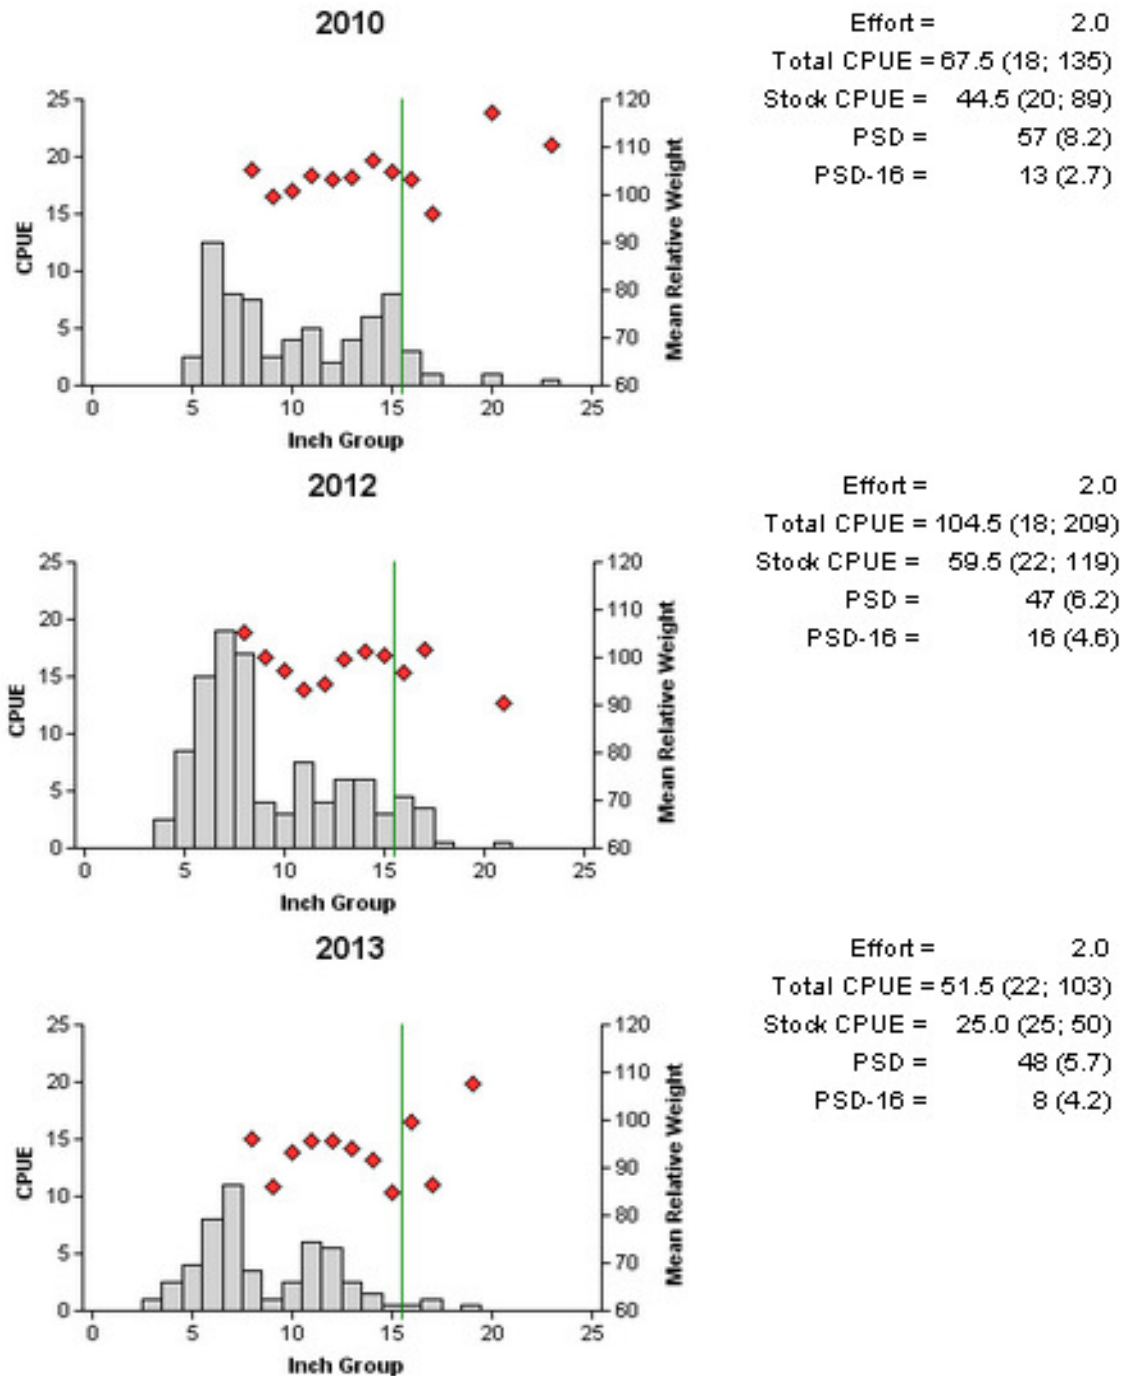 2010
Effort = 2.0
Total CPUE = 67.5 (18; 135)
Stock CPUE = 44.5 (20; 89)
PSD = 57 (8.2)
PSD-16 = 13 (2.7)
25
20
15
10
5
0
CPUE
120
110
100
90
80
70
60
Mean Relative Weight
0 5 10 15 20 25
Inch Group
2012
Effort = 2.0
Total CPUE = 104.5 (18; 209)
Stock CPUE = 59.5 (22; 119)
PSD = 47 (6.2)
PSD-16 = 16 (4.6)
25
20
15
10
5
0
CPUE
120
110
100
90
80
70
60
Mean Relative Weight
0 5 10 15 20 25
Inch Group
2013
Effort = 2.0
Total CPUE = 51.5 (22; 103)
Stock CPUE = 25.0 (25; 50)
PSD = 48 (5.7)
PSD-16 = 8 (4.2)
25
20
15
10
5
0
CPUE
120
110
100
90
80
70
60
Mean Relative Weight
0 5 10 15 20 25
Inch Group